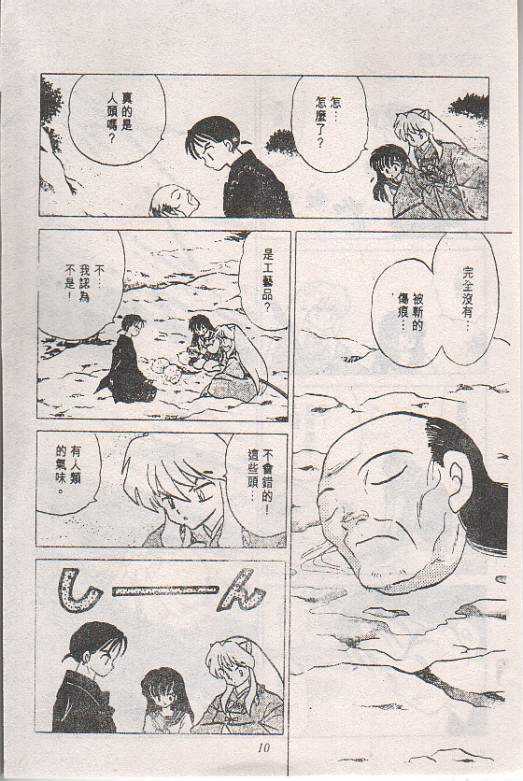 怎…
怎麼了？
真的是
人頭嗎？
完全沒有…
被斬的
傷痕…
是工藝品？
不…
我認為
不是！
不會錯的！
這些頭…
有人類
的氣味。
しーん
10